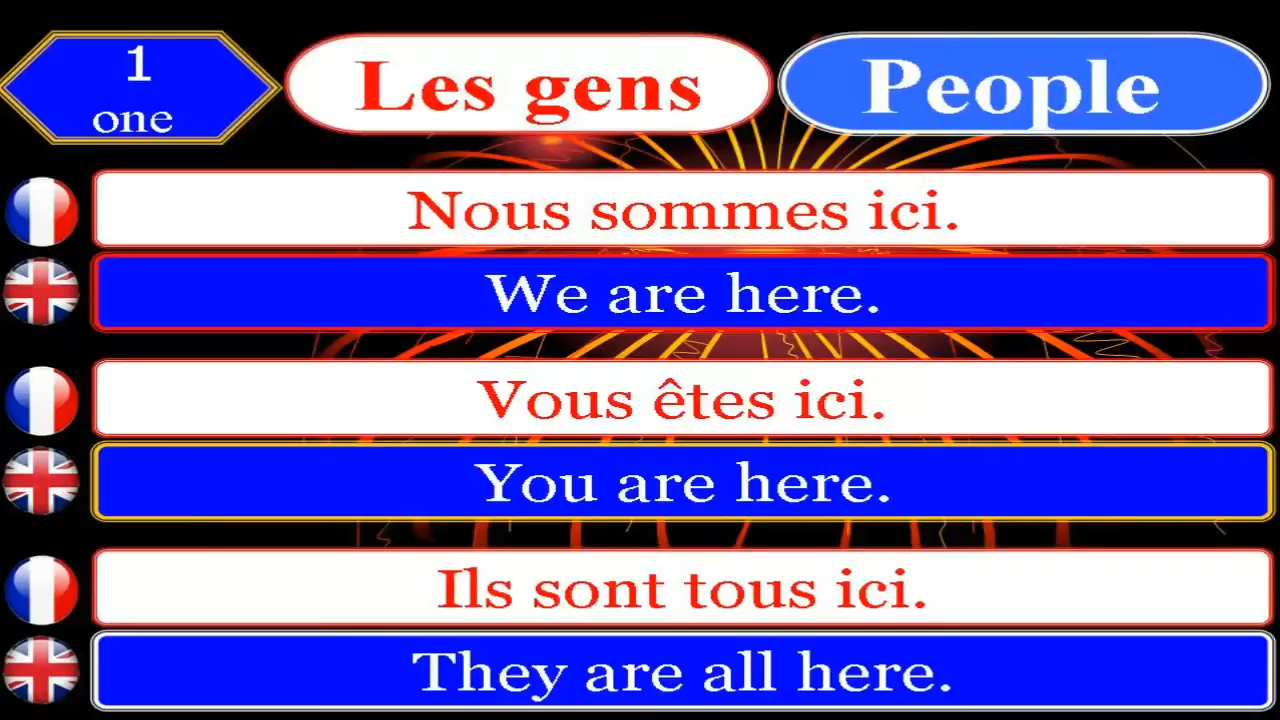 1
one
Les gens
People
Nous sommes ici.
We are here.
Vous êtes ici.
You are here.
Ils sont tous ici.
They are all here.